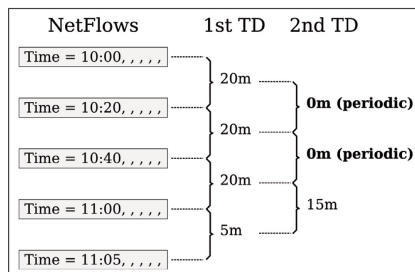 NetFlows 1st TD 2nd TD
Time = 10:00, , , , ,
20m
Time = 10:20, , , , ,
0m (periodic)
20m
Time = 10:40, , , , ,
0m (periodic)
20m
Time = 11:00, , , , ,
15m
5m
Time = 11:05, , , , ,